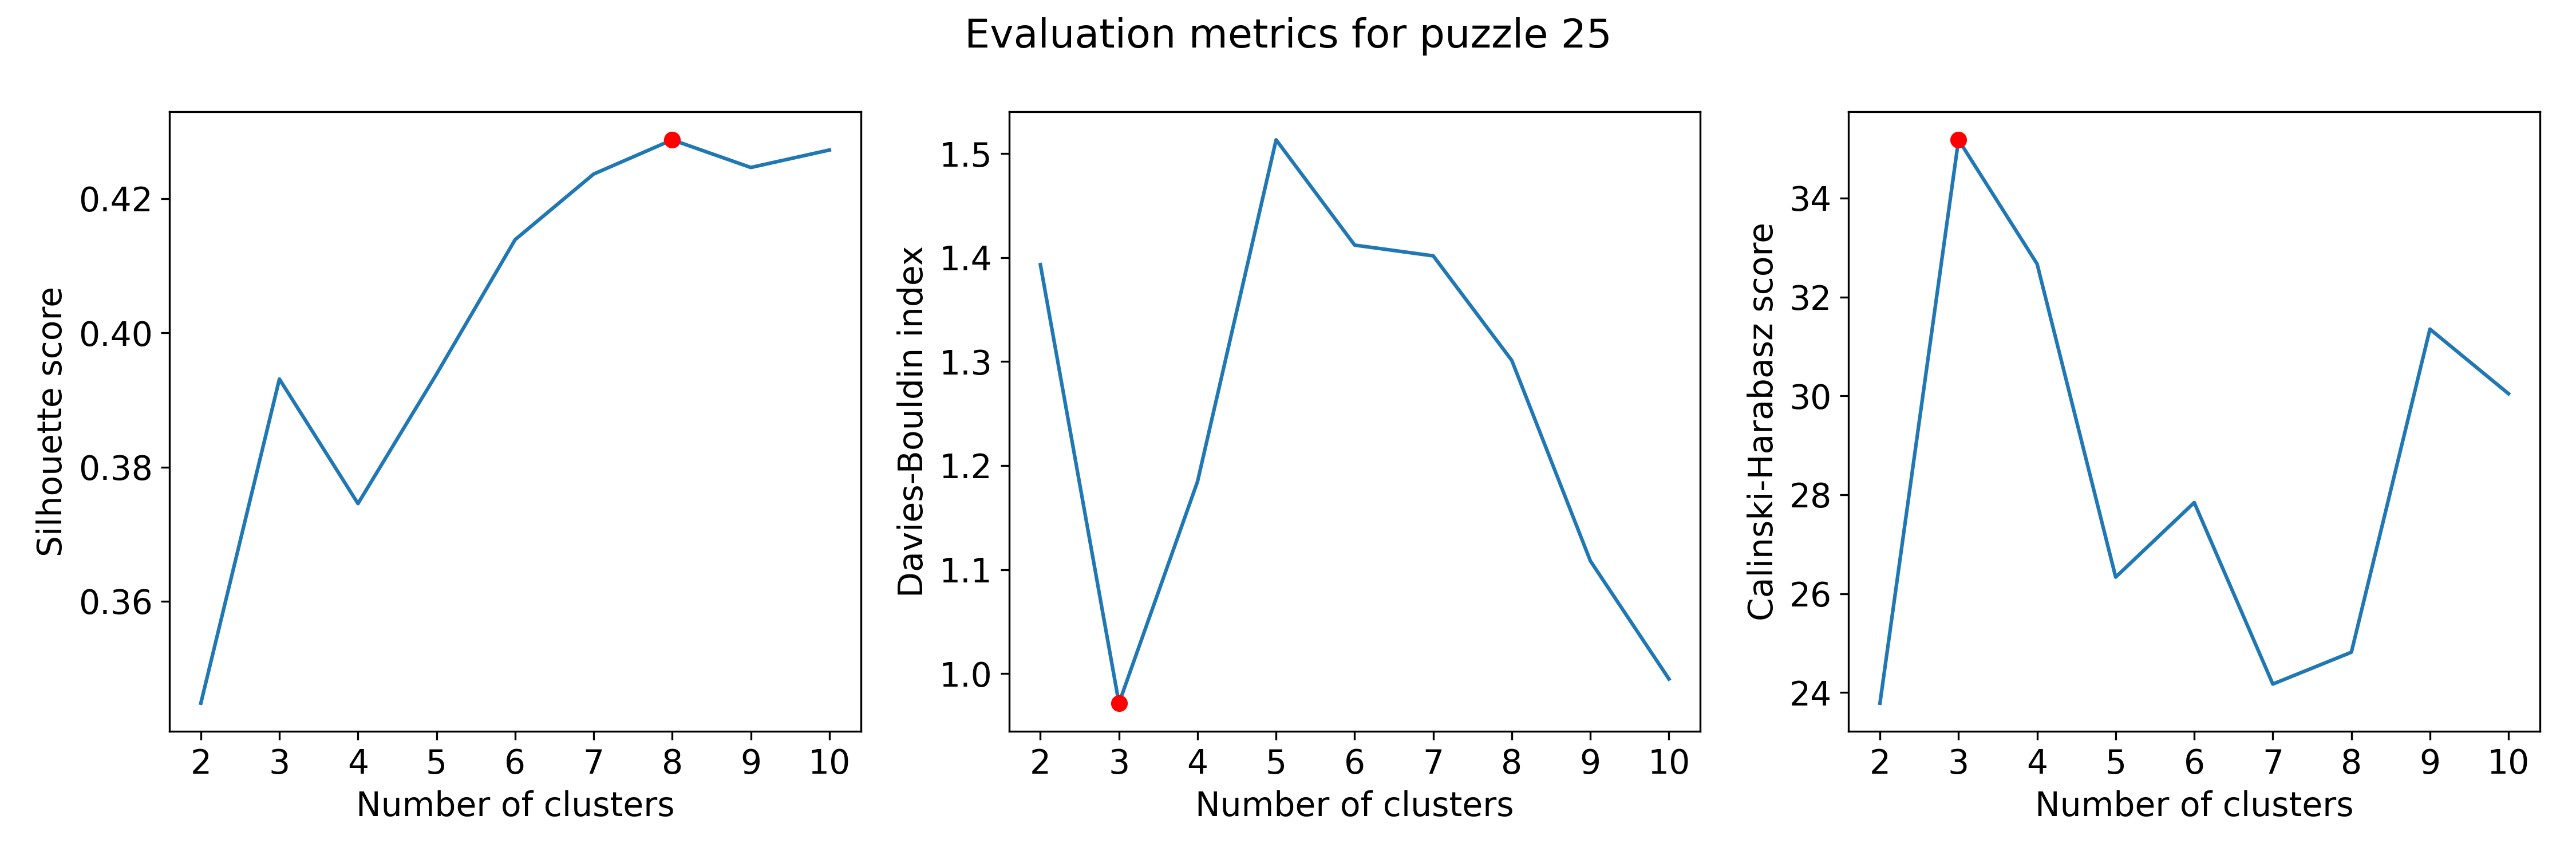 Evaluation metrics for puzzle 25
Silhouette score
0.42
0.40
0.38
0.36
2 3 4 5 6 7 8 9 10
Number of clusters
Davies-Bouldin index
1.5
1.4
1.3
1.2
1.1
1.0
2 3 4 5 6 7 8 9 10
Number of clusters
Calinski-Harabasz score
34
32
30
28
26
24
2 3 4 5 6 7 8 9 10
Number of clusters